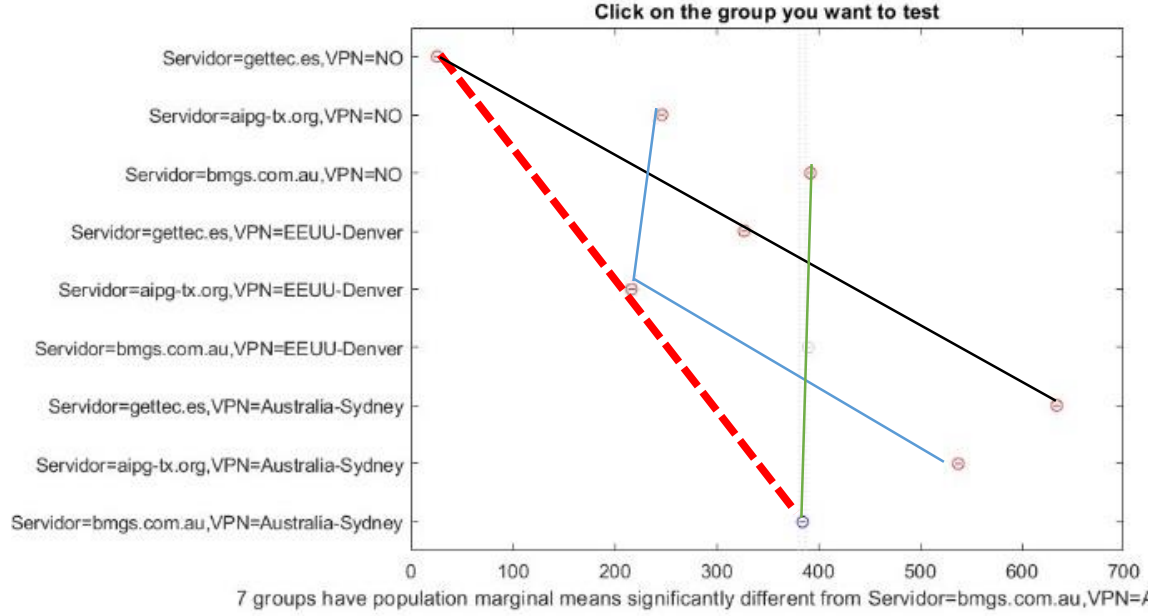 Click on the group you want to test
Servidor=gettec.es,VPN=NO
Servidor=aipg-tx.org,VPN=NO
Servidor=bmgs.com.au,VPN=NO
Servidor=gettec.es,VPN=EEUU-Denver
Servidor=aipg-tx.org,VPN=EEUU-Denver
Servidor=bmgs.com.au,VPN=EEUU-Denver
Servidor=gettec.es,VPN=Australia-Sydney
Servidor=aipg-tx.org,VPN=Australia-Sydney
Servidor=bmgs.com.au,VPN=Australia-Sydney
0 100 200 300 400 500 600 700
7 groups have population marginal means significantly different from Servidor=bmgs.com.au,VPN=